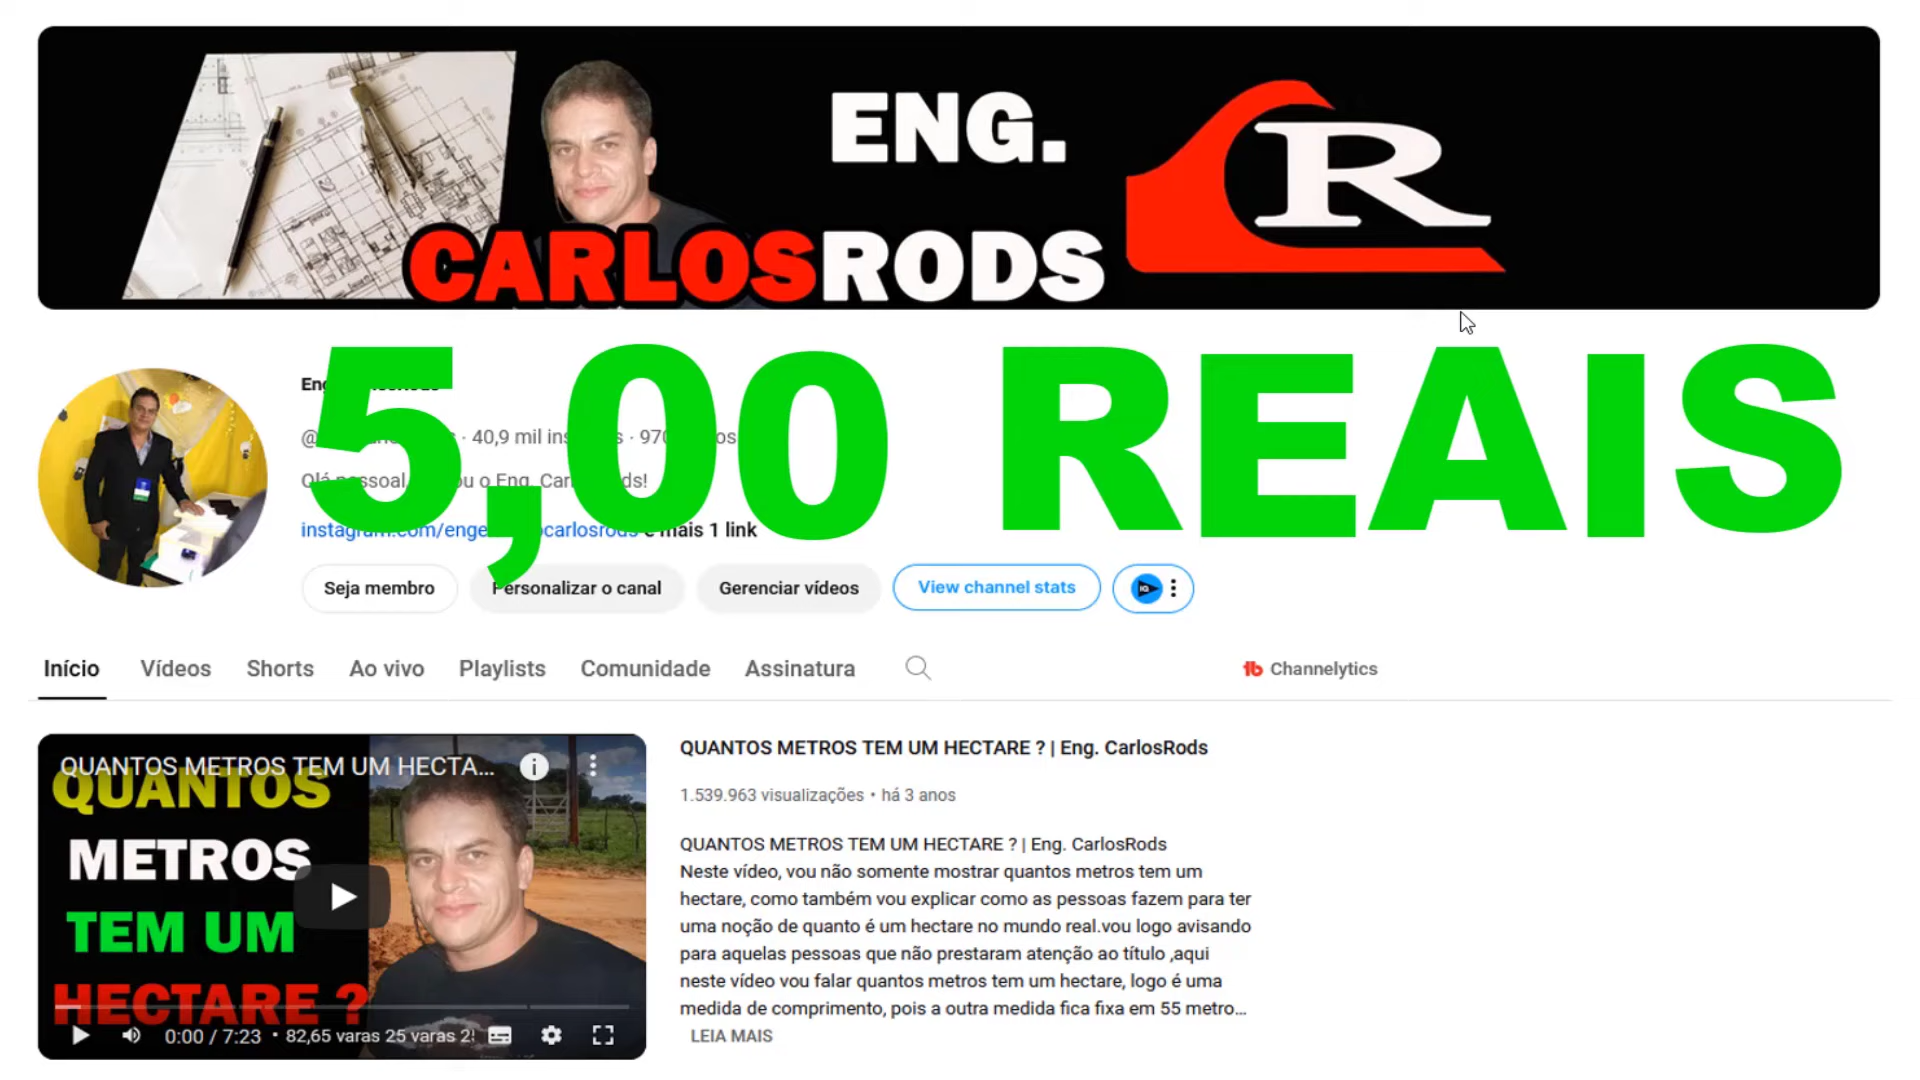 ENG.
CARLOSRODS
R
5,00 REAIS
· 40,9 mil
instagram.com/ mais 1 link
Seja membro
Personalizar o canal
Gerenciar vídeos
View channel stats
Início
Vídeos
Shorts
Ao vivo
Playlists
Comunidade
Assinatura
Channelytics
QUANTOS METROS TEM UM HECTA...
QUANTOS
METROS
TEM UM
HECTARE ?
0:00 / 7:23 • 82,65 varas 25 varas
QUANTOS METROS TEM UM HECTARE ? | Eng. CarlosRods
1.539.963 visualizações • há 3 anos
QUANTOS METROS TEM UM HECTARE ? | Eng. CarlosRods
Neste vídeo, vou não somente mostrar quantos metros tem um
hectare, como também vou explicar como as pessoas fazem para ter
uma noção de quanto é um hectare no mundo real.vou logo avisando
para aquelas pessoas que não prestaram atenção ao título ,aqui
neste vídeo vou falar quantos metros tem um hectare, logo é uma
medida de comprimento, pois a outra medida fica fixa em 55 metro...
LEIA MAIS